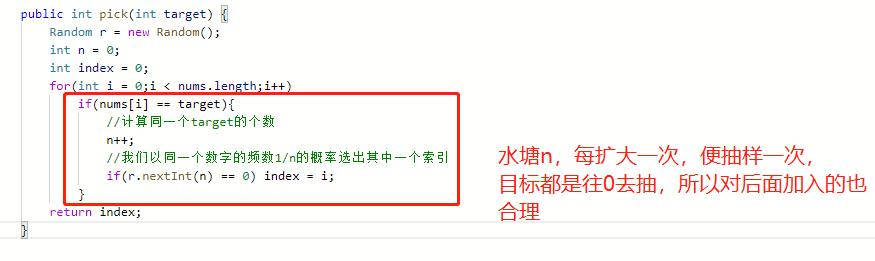 public int pick(int target) {
Random r = new Random();
int n = 0;
int index = 0;
for(int i = 0;i < nums.length;i++)
if(nums[i] == target){
//计算同一个target的个数
n++;
//我们以同一个数字的频数1/n的概率选出其中一个索引
if(r.nextInt(n) == 0) index = i;
}
return index;
}
水塘n，每扩大一次，便抽样一次，
目标都是往0去抽，所以对后面加入的也
合理